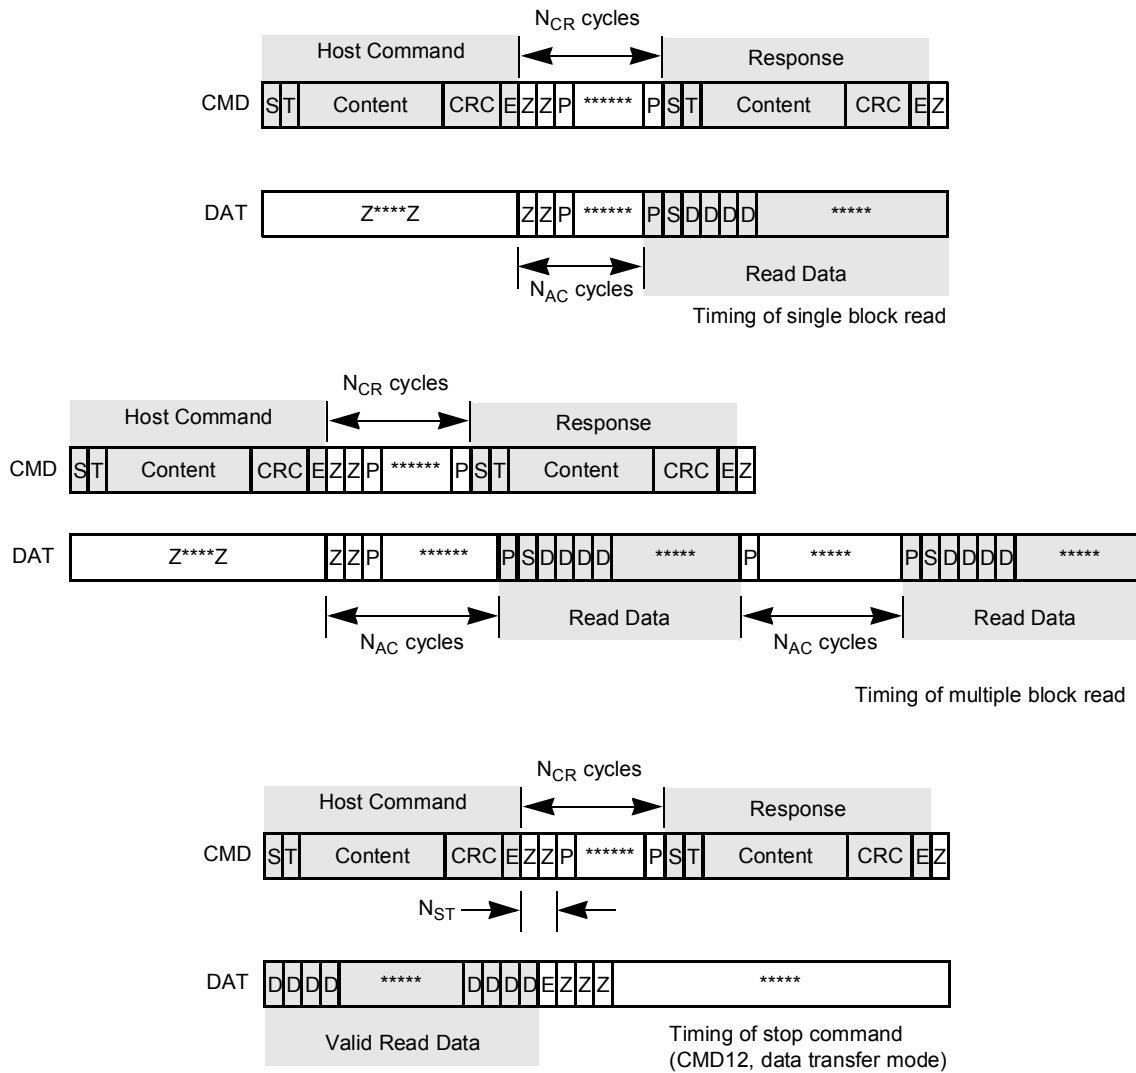 N_CR cycles
Host Command Response
CMD S T Content CRC E Z Z P ****** P S T Content CRC E Z
DAT Z****Z Z Z P ****** P S D D D D *****
N_AC cycles Read Data
Timing of single block read
N_CR cycles
Host Command Response
CMD S T Content CRC E Z Z P ****** P S T Content CRC E Z
DAT Z****Z Z Z P ****** P S D D D D ***** P ***** P S D D D D *****
N_AC cycles Read Data N_AC cycles Read Data
Timing of multiple block read
N_CR cycles
Host Command Response
CMD S T Content CRC E Z Z P ****** P S T Content CRC E Z
N_ST
DAT D D D D ***** D D D D E Z Z Z *****
Valid Read Data Timing of stop command
(CMD12, data transfer mode)